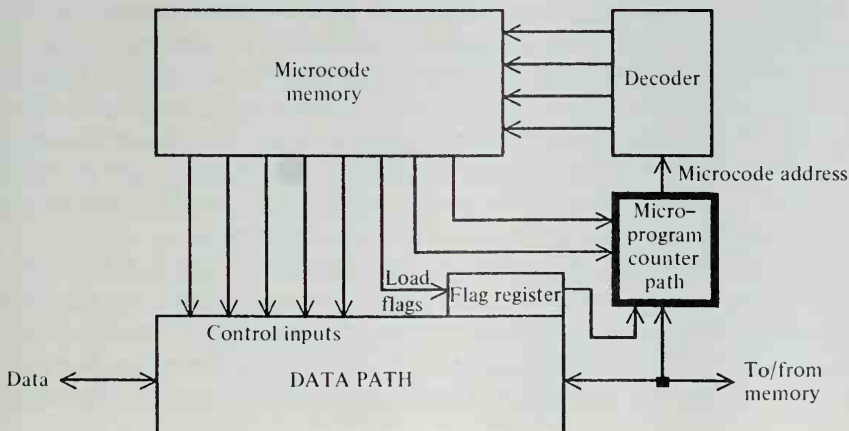 Microcode
memory
Decoder
Microcode address
Micro–
program
counter
path
Load
flags
Flag register
Control inputs
Data
DATA PATH
To/from
memory